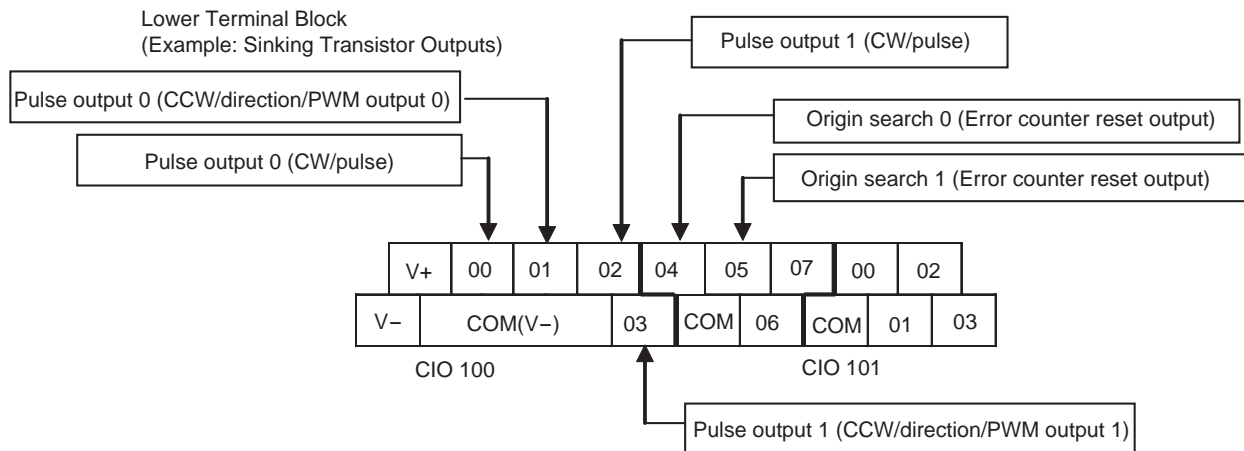 Lower Terminal Block
(Example: Sinking Transistor Outputs)
Pulse output 1 (CW/pulse)
Pulse output 0 (CCW/direction/PWM output 0)
Origin search 0 (Error counter reset output)
Pulse output 0 (CW/pulse)
Origin search 1 (Error counter reset output)
V+ 00 01 02 04 05 07 00 02
V− COM(V−) 03 COM 06 COM 01 03
CIO 100 CIO 101
Pulse output 1 (CCW/direction/PWM output 1)